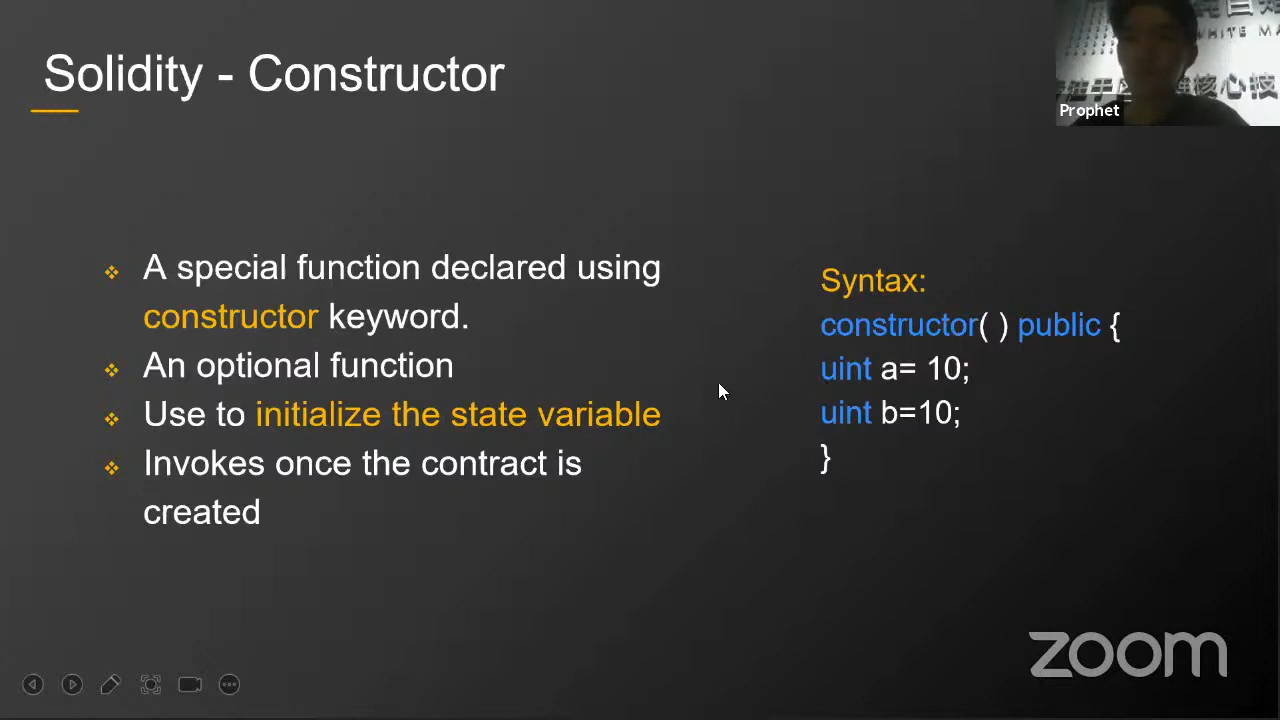 Solidity - Constructor
Prophet
A special function declared using
constructor keyword.
An optional function
Use to initialize the state variable
Invokes once the contract is
created
Syntax:
constructor( ) public {
uint a= 10;
uint b=10;
}
zoom